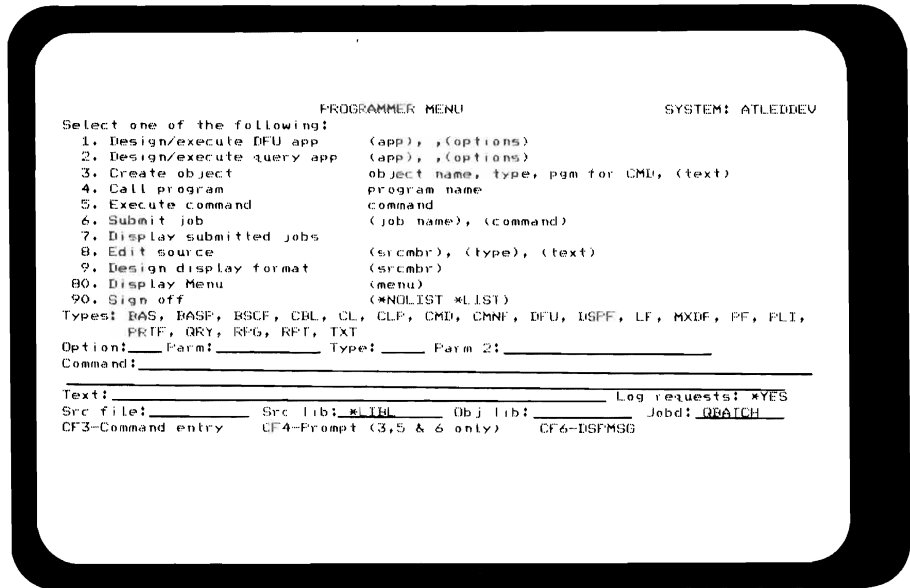 PROGRAMMER MENU SYSTEM: ATLEDDEV
Select one of the following:
1. Design/execute DFU app (app), ,(options)
2. Design/execute query app (app), ,(options)
3. Create object object name, type, pgm for CMD, (text)
4. Call program program name
5. Execute command command
6. Submit job (job name), (command)
7. Display submitted jobs
8. Edit source (srcmbr), (type), (text)
9. Design display format (srcmbr)
80. Display Menu (menu)
90. Sign off (*NOLIST *LIST)
Types: BAS, BASP, BSCF, CBL, CL, CLP, CMD, CMNF, DFU, DSPF, LF, MXDF, PF, PLI,
PRTF, QRY, RPG, RPT, TXT
Option:____ Parm:____________ Type: _____ Parm 2:________________________
Command:
Text: Log requests: *YES
Src file:__________ Src lib: *LIBL Obj lib:__________ Jobd: QBATCH
CF3-Command entry CF4-Prompt (3,5 & 6 only) CF6-DSPMSG